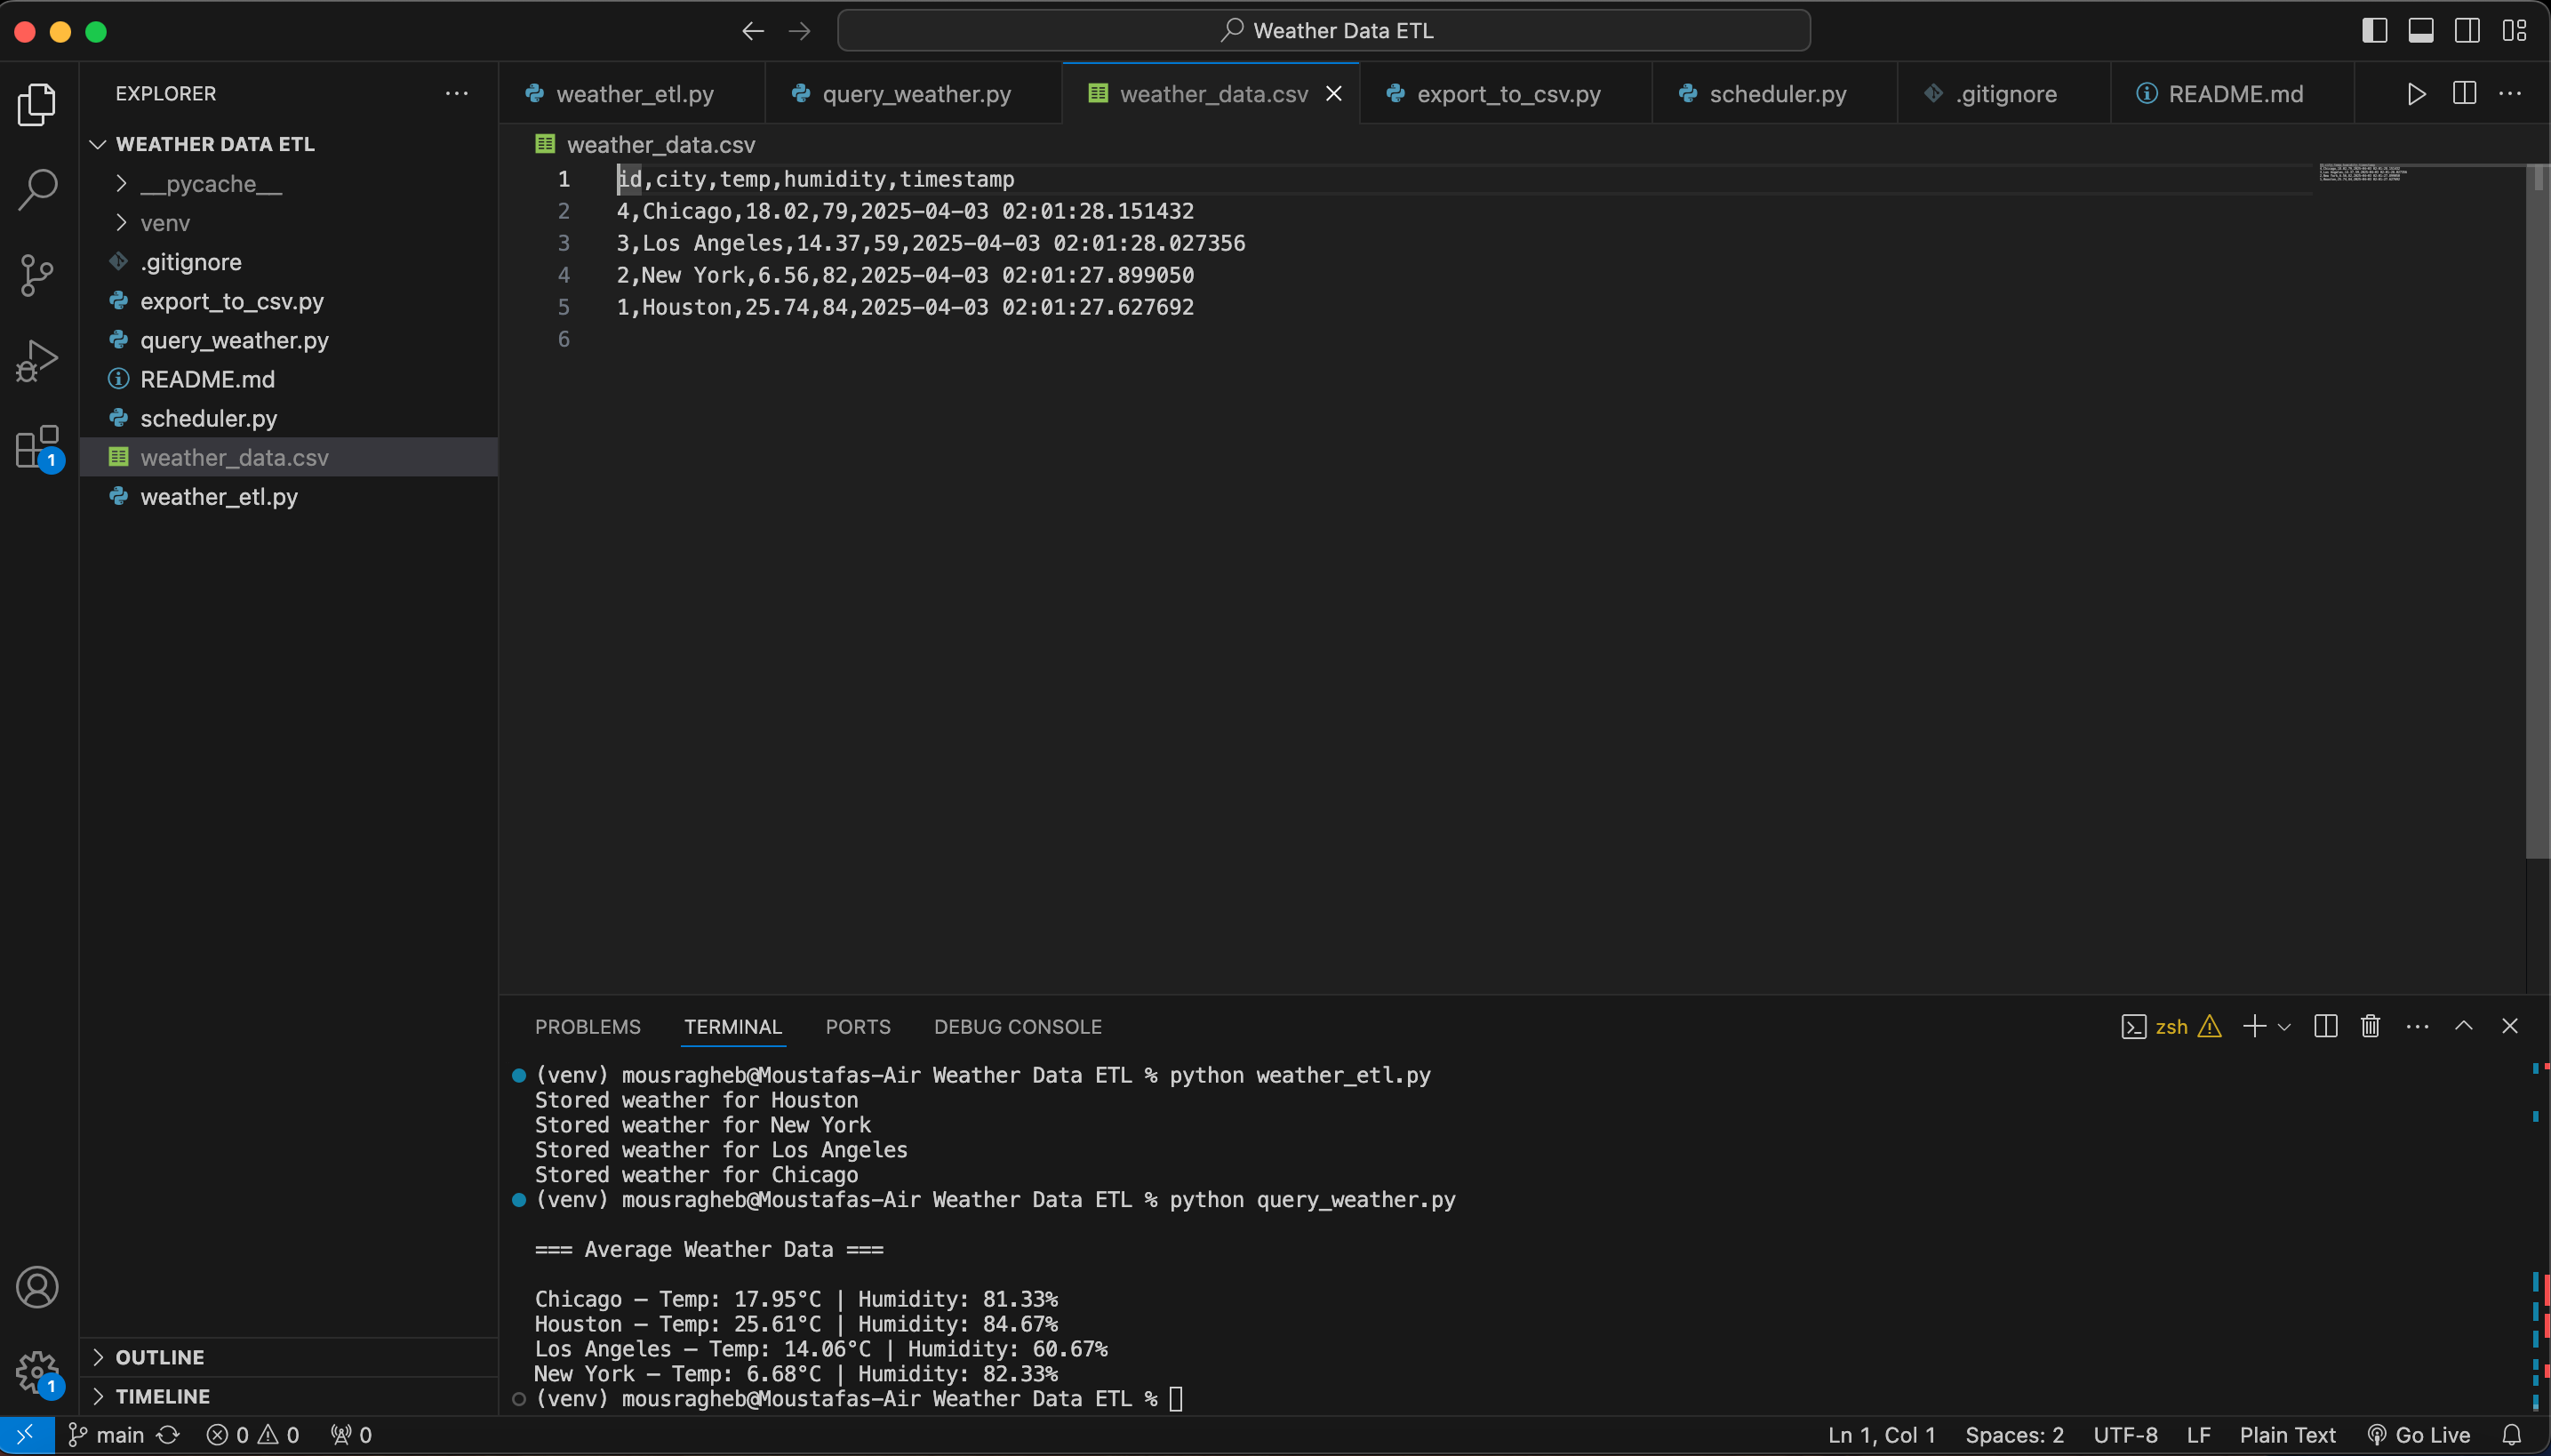 Weather Data ETL
EXPLORER
WEATHER DATA ETL
__pycache__
venv
.gitignore
export_to_csv.py
query_weather.py
README.md
scheduler.py
weather_data.csv
weather_etl.py
1
OUTLINE
TIMELINE
1
weather_etl.py
query_weather.py
weather_data.csv
export_to_csv.py
scheduler.py
.gitignore
README.md
weather_data.csv
1 id,city,temp,humidity,timestamp
2 4,Chicago,18.02,79,2025-04-03 02:01:28.151432
3 3,Los Angeles,14.37,59,2025-04-03 02:01:28.027356
4 2,New York,6.56,82,2025-04-03 02:01:27.899050
5 1,Houston,25.74,84,2025-04-03 02:01:27.627692
6
PROBLEMS TERMINAL PORTS DEBUG CONSOLE
zsh
(venv) mousragheb@Moustafas-Air Weather Data ETL % python weather_etl.py
Stored weather for Houston
Stored weather for New York
Stored weather for Los Angeles
Stored weather for Chicago
(venv) mousragheb@Moustafas-Air Weather Data ETL % python query_weather.py
=== Average Weather Data ===
Chicago — Temp: 17.95°C | Humidity: 81.33%
Houston — Temp: 25.61°C | Humidity: 84.67%
Los Angeles — Temp: 14.06°C | Humidity: 60.67%
New York — Temp: 6.68°C | Humidity: 82.33%
(venv) mousragheb@Moustafas-Air Weather Data ETL %
main 0 0 0 Ln 1, Col 1 Spaces: 2 UTF-8 LF Plain Text Go Live